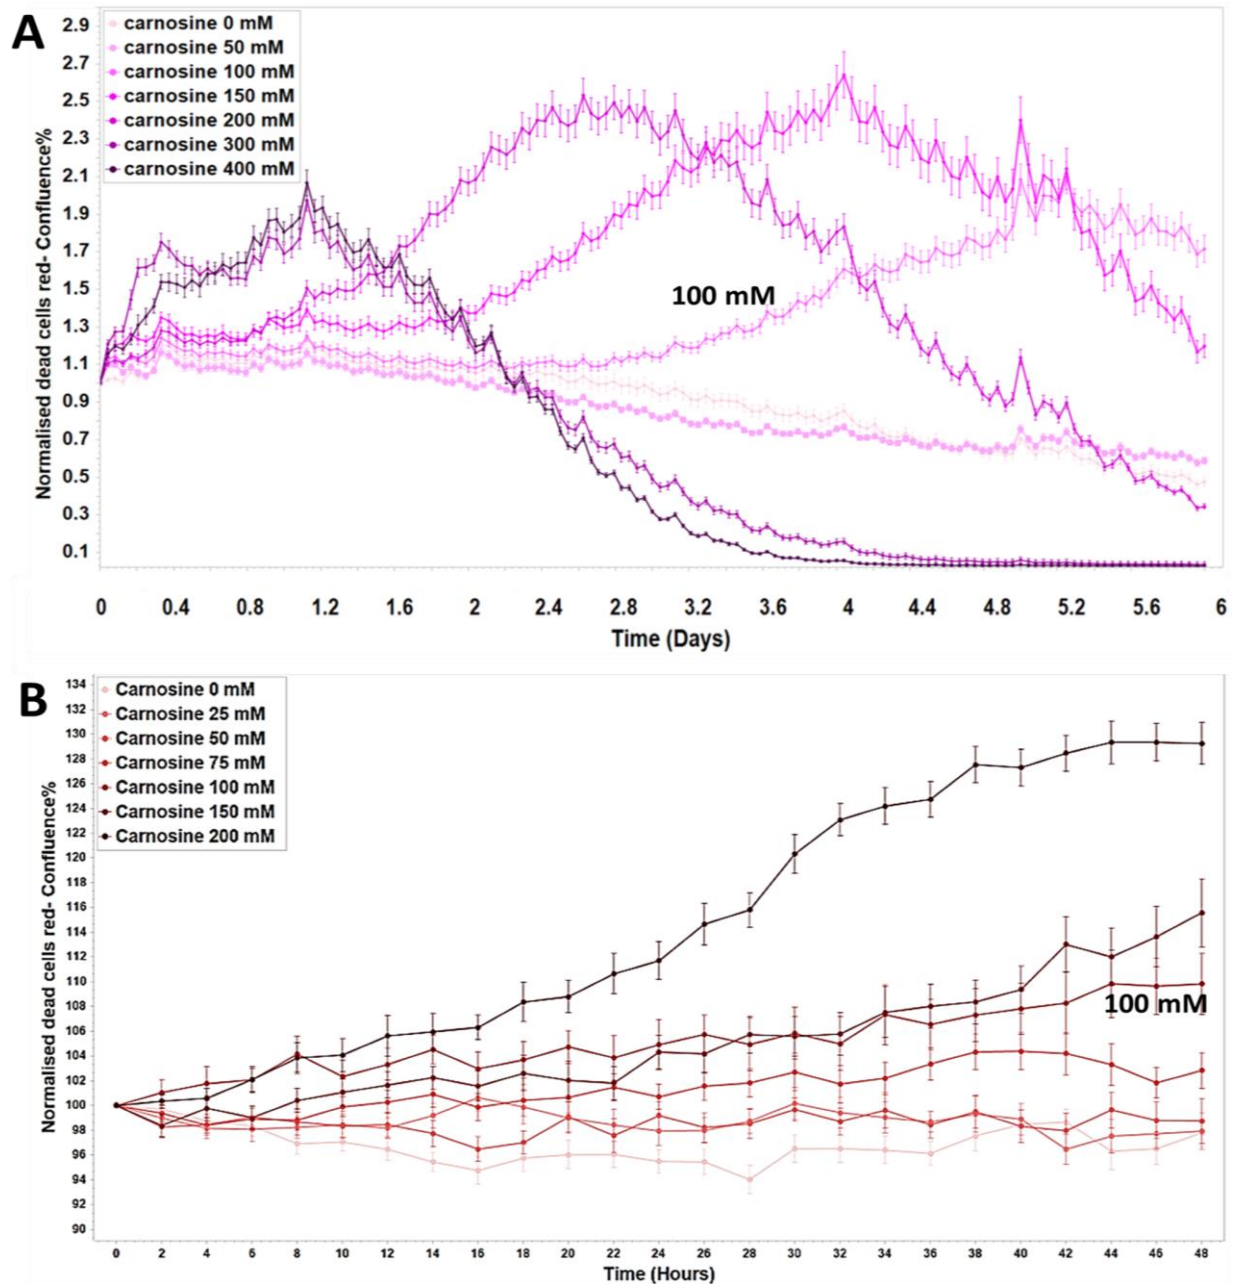 A
carnosine 0 mM
carnosine 50 mM
carnosine 100 mM
carnosine 150 mM
carnosine 200 mM
carnosine 300 mM
carnosine 400 mM
Normalised dead cells red- Confluence%
2.9
2.7
2.5
2.3
2.1
1.9
1.7
1.5
1.3
1.1
0.9
0.7
0.5
0.3
0.1
100 mM
0 0.4 0.8 1.2 1.6 2 2.4 2.8 3.2 3.6 4 4.4 4.8 5.2 5.6 6
Time (Days)
B
Carnosine 0 mM
Carnosine 25 mM
Carnosine 50 mM
Carnosine 75 mM
Carnosine 100 mM
Carnosine 150 mM
Carnosine 200 mM
Normalised dead cells red- Confluence%
134
132
130
128
126
124
122
120
118
116
114
112
110
108
106
104
102
100
98
96
94
92
90
100 mM
0 2 4 6 8 10 12 14 16 18 20 22 24 26 28 30 32 34 36 38 40 42 44 46 48
Time (Hours)